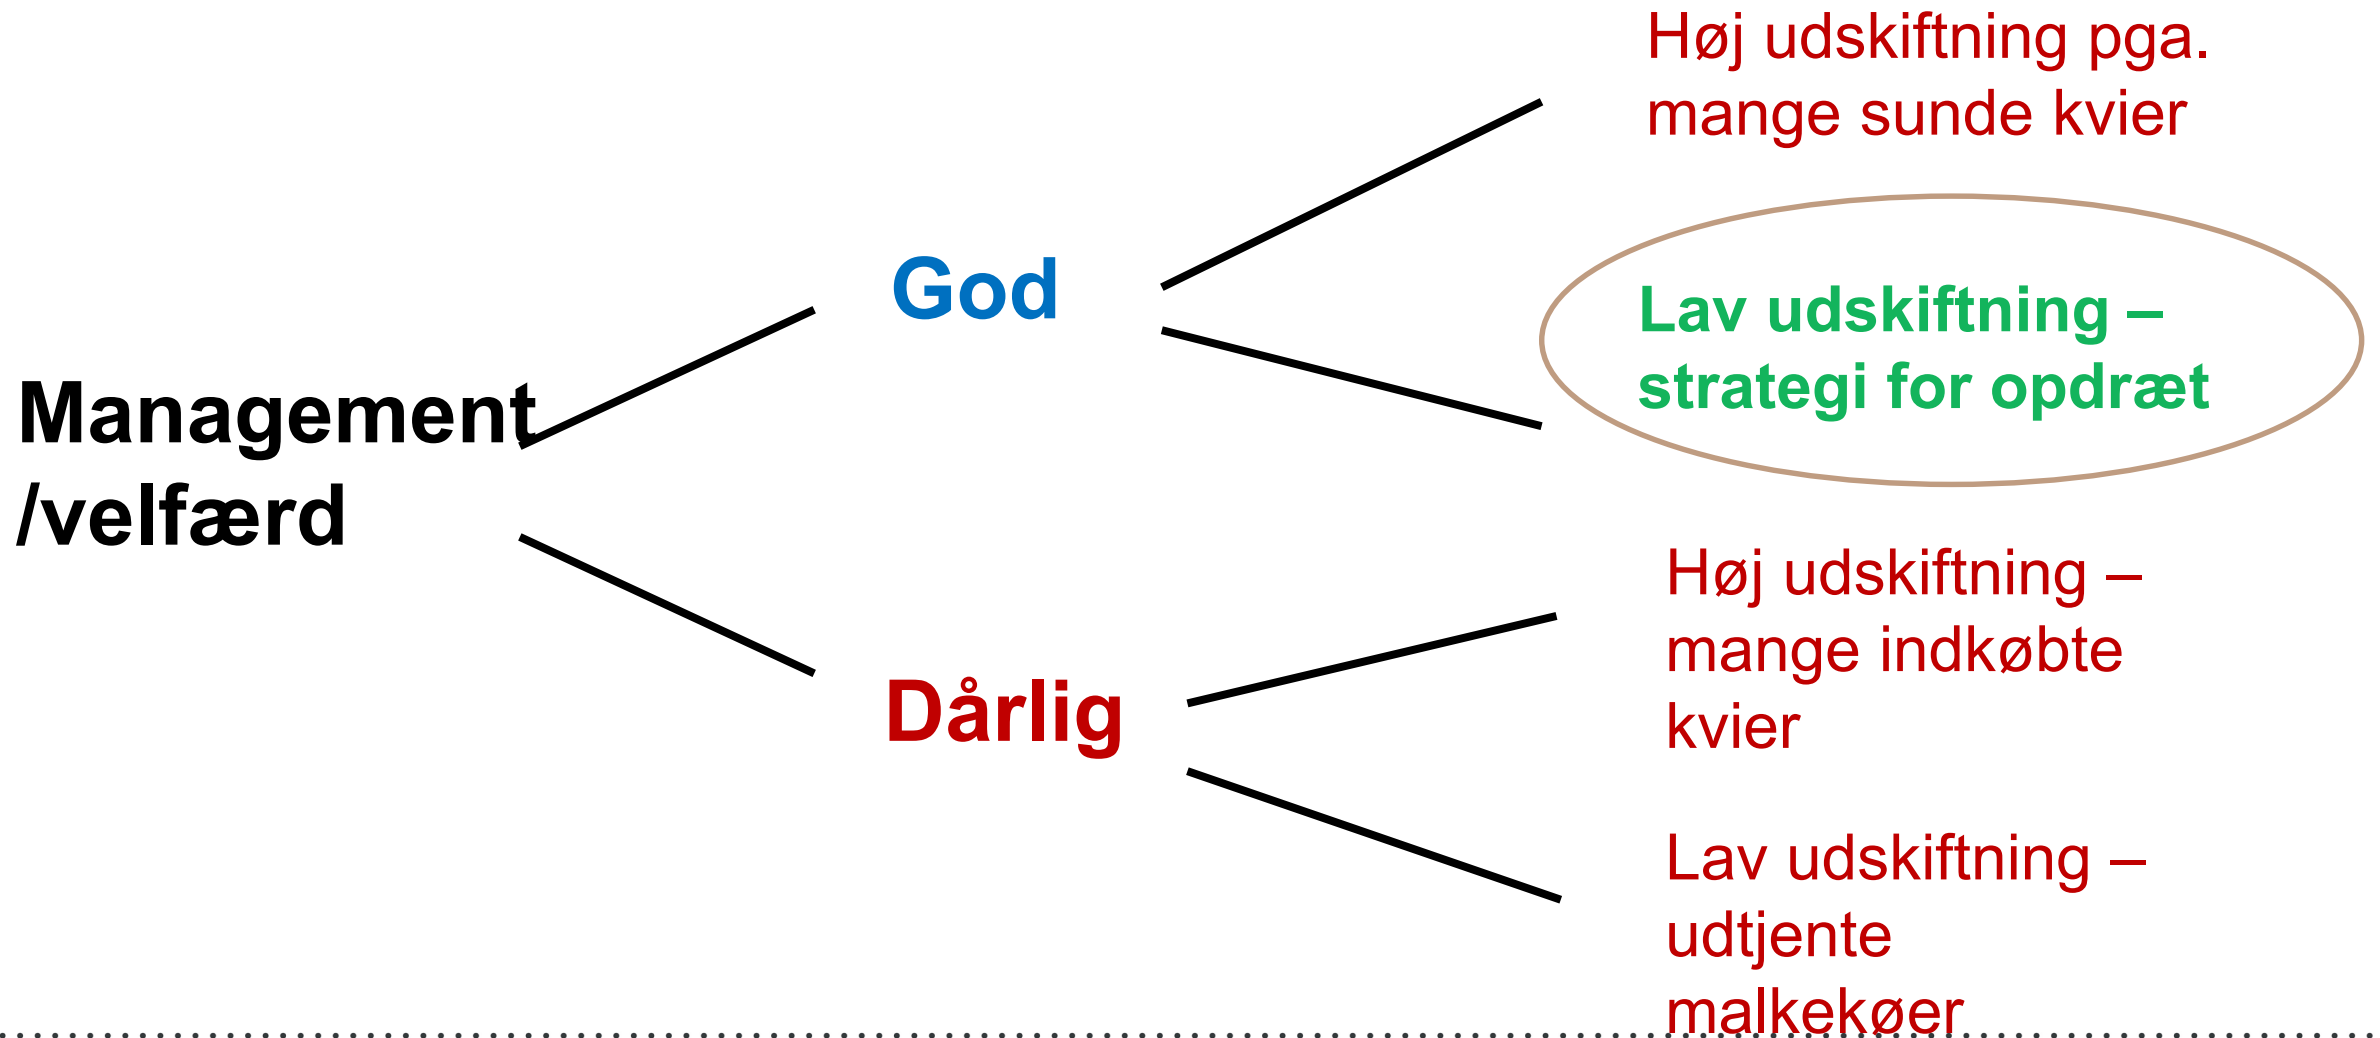 Management
/velfærd
God
Dårlig
Høj udskiftning pga.
mange sunde kvier
Lav udskiftning –
strategi for opdræt
Høj udskiftning –
mange indkøbte
kvier
Lav udskiftning –
udtjente
malkekøer